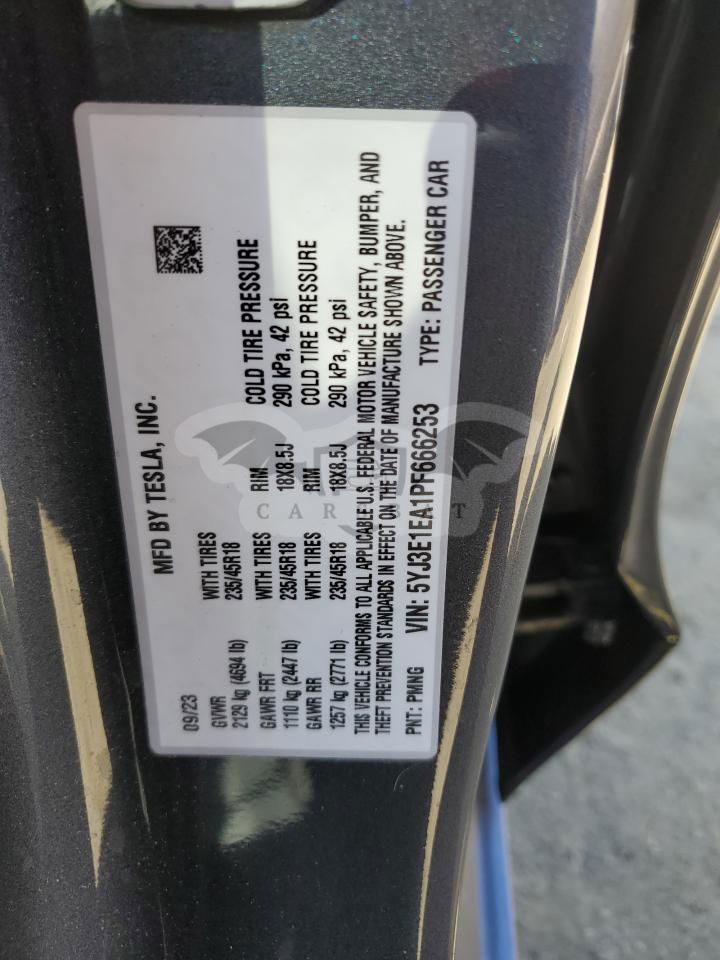 MFD BY TESLA, INC.
09/23
GVWR WITH TIRES RIM COLD TIRE PRESSURE
2129 kg (4694 lb) 235/45R18 18X8.5J 290 kPa, 42 psi
GAWR FRT WITH TIRES RIM COLD TIRE PRESSURE
1110 kg (2447 lb) 235/45R18 18X8.5J 290 kPa, 42 psi
GAWR RR
1257 kg (2771 lb) 235/45R18
THIS VEHICLE CONFORMS TO ALL APPLICABLE U.S. FEDERAL MOTOR VEHICLE SAFETY, BUMPER, AND
THEFT PREVENTION STANDARDS IN EFFECT ON THE DATE OF MANUFACTURE SHOWN ABOVE.
PNT: PMNG VIN: 5YJ3E1EA1PF666253 TYPE: PASSENGER CAR